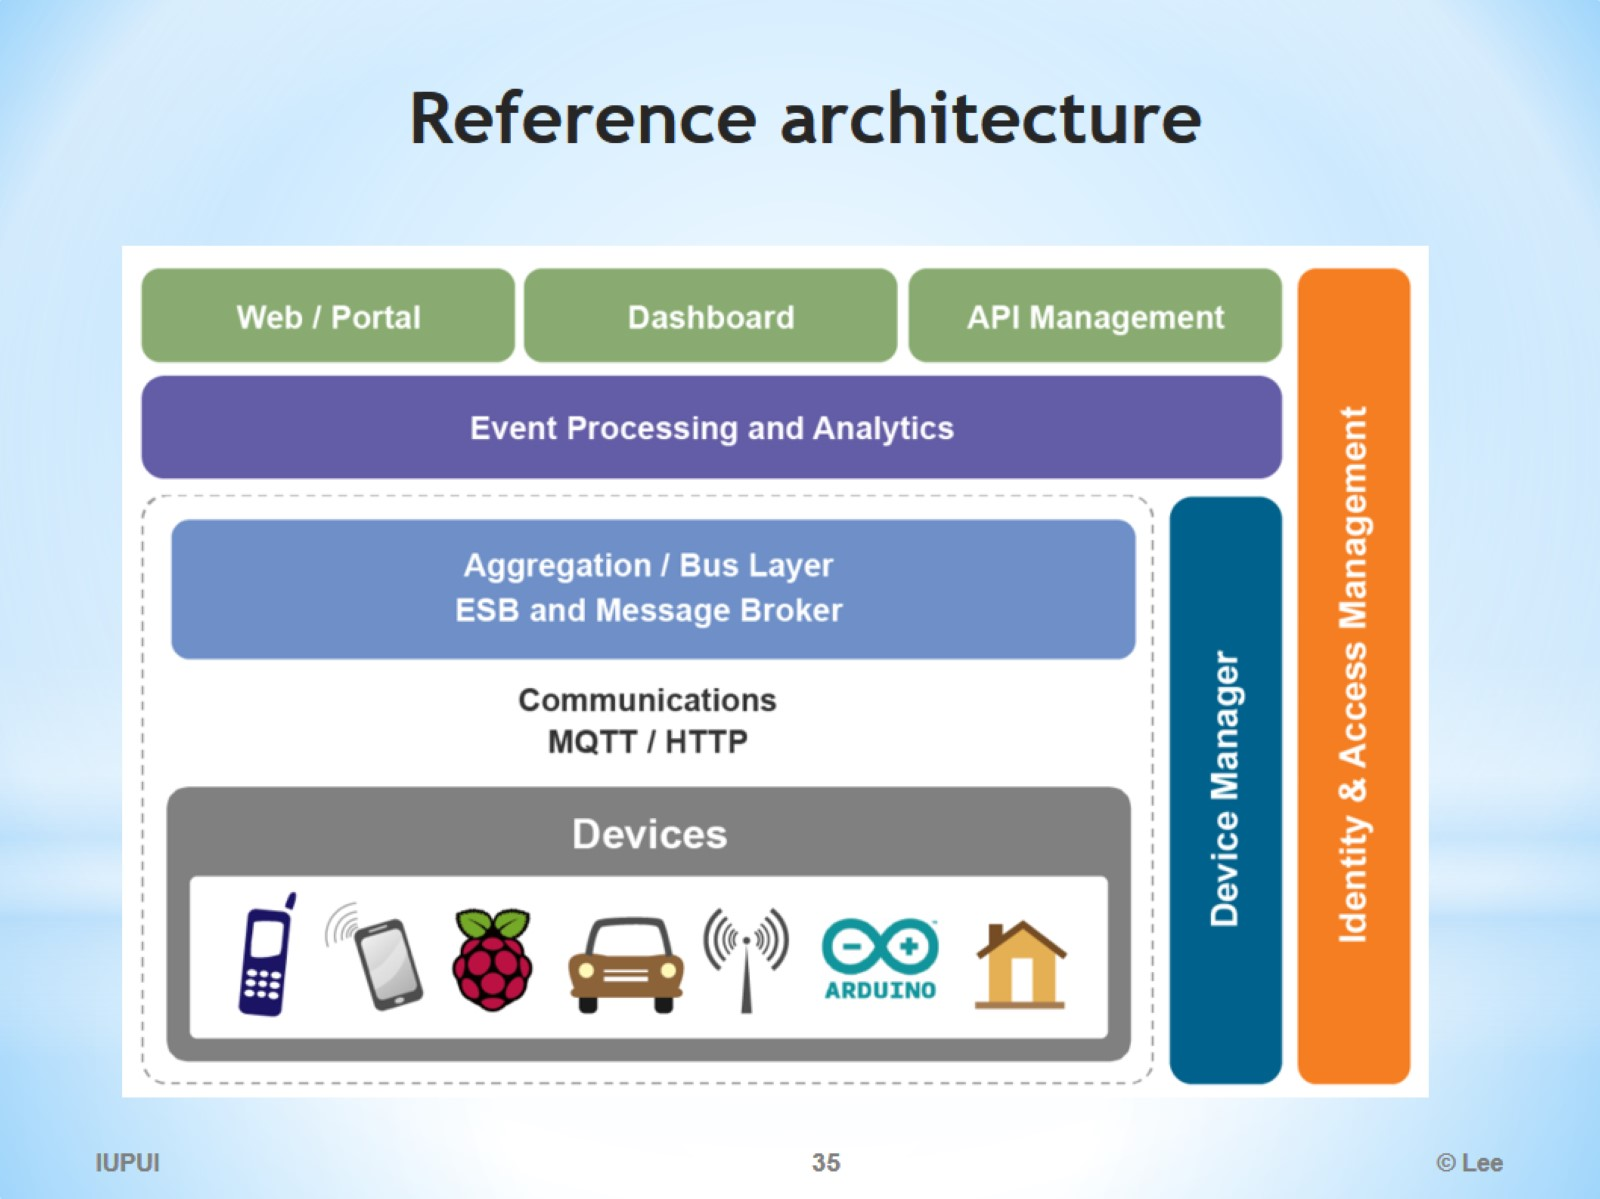 Reference architecture
Web / Portal
Dashboard
API Management
Event Processing and Analytics
Aggregation / Bus Layer
ESB and Message Broker
Communications
MQTT / HTTP
Devices
ARDUINO
Device Manager
Identity & Access Management
IUPUI
35
© Lee